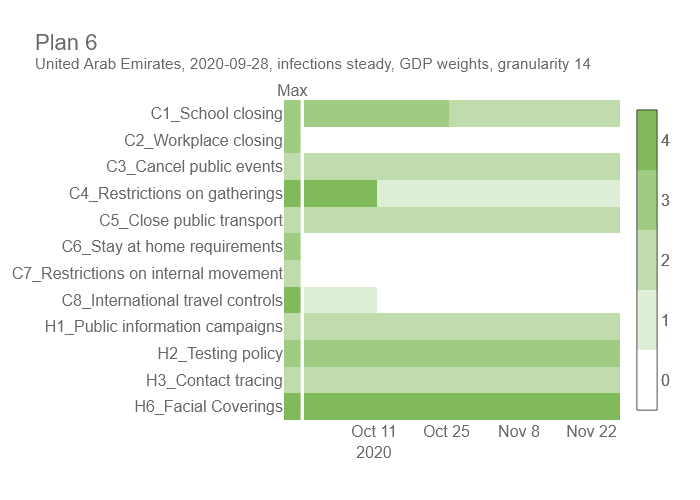 Plan 6
United Arab Emirates, 2020-09-28, infections steady, GDP weights, granularity 14
Max
C1_School closing
C2_Workplace closing
C3_Cancel public events
C4_Restrictions on gatherings
C5_Close public transport
C6_Stay at home requirements
C7_Restrictions on internal movement
C8_International travel controls
H1_Public information campaigns
H2_Testing policy
H3_Contact tracing
H6_Facial Coverings
Oct 11 Oct 25 Nov 8 Nov 22
2020
4
3
2
1
0